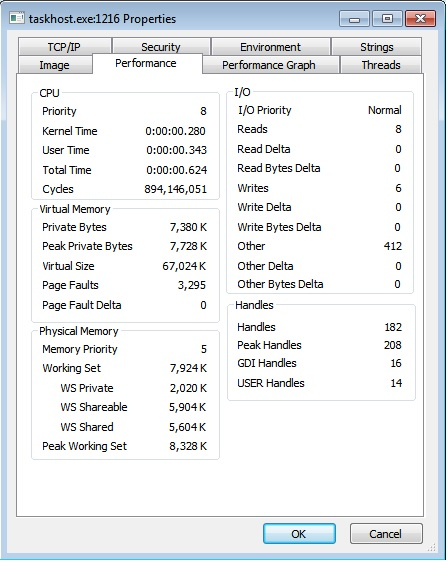 taskhost.exe:1216 Properties
TCP/IP Security Environment Strings
Image Performance Performance Graph Threads
CPU
Priority 8
Kernel Time 0:00:00.280
User Time 0:00:00.343
Total Time 0:00:00.624
Cycles 894,146,051
Virtual Memory
Private Bytes 7,380 K
Peak Private Bytes 7,728 K
Virtual Size 67,024 K
Page Faults 3,295
Page Fault Delta 0
Physical Memory
Memory Priority 5
Working Set 7,924 K
WS Private 2,020 K
WS Shareable 5,904 K
WS Shared 5,604 K
Peak Working Set 8,328 K
I/O
I/O Priority Normal
Reads 8
Read Delta 0
Read Bytes Delta 0
Writes 6
Write Delta 0
Write Bytes Delta 0
Other 412
Other Delta 0
Other Bytes Delta 0
Handles
Handles 182
Peak Handles 208
GDI Handles 16
USER Handles 14
OK Cancel